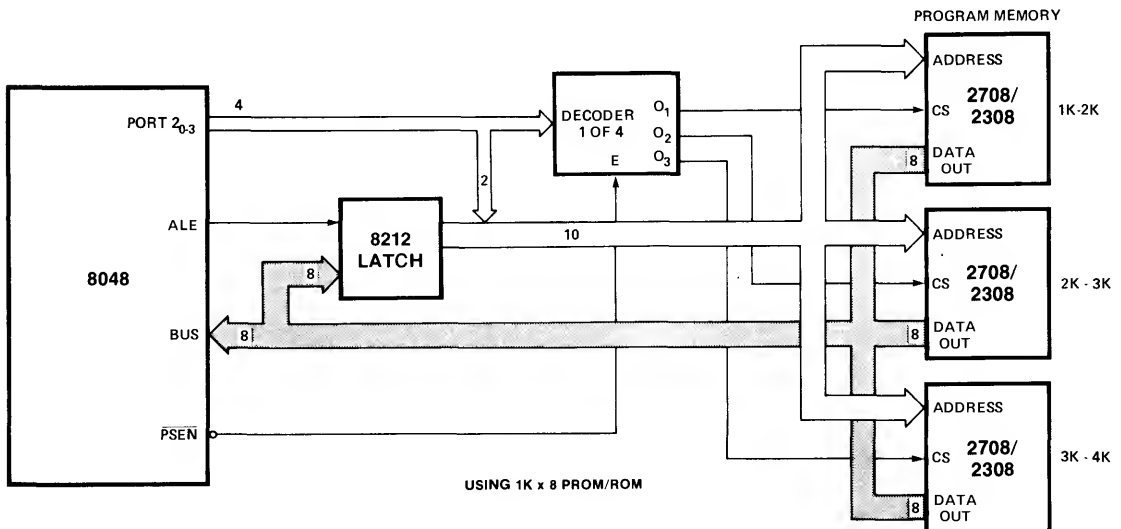 PROGRAM MEMORY
4
PORT 2₀₋₃
DECODER
1 OF 4
E
O₁
O₂
O₃
ADDRESS
CS
2708/
2308
8
DATA
OUT
1K-2K
2
ALE
8212
LATCH
10
8
8048
ADDRESS
CS
2708/
2308
2K - 3K
BUS
8
8
DATA
OUT
PSEN
USING 1K x 8 PROM/ROM
ADDRESS
CS
2708/
2308
3K - 4K
8
DATA
OUT